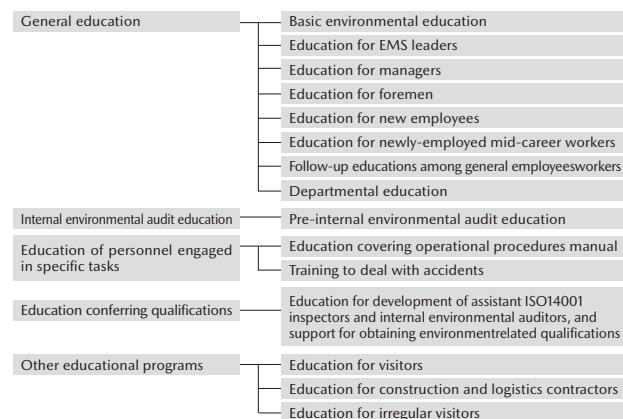 General education
Basic environmental education
Education for EMS leaders
Education for managers
Education for foremen
Education for new employees
Education for newly-employed mid-career workers
Follow-up educations among general employeesworkers
Departmental education
Internal environmental audit education
Pre-internal environmental audit education
Education of personnel engaged
in specific tasks
Education covering operational procedures manual
Training to deal with accidents
Education conferring qualifications
Education for development of assistant ISO14001
inspectors and internal environmental auditors, and
support for obtaining environmentrelated qualifications
Other educational programs
Education for visitors
Education for construction and logistics contractors
Education for irregular visitors